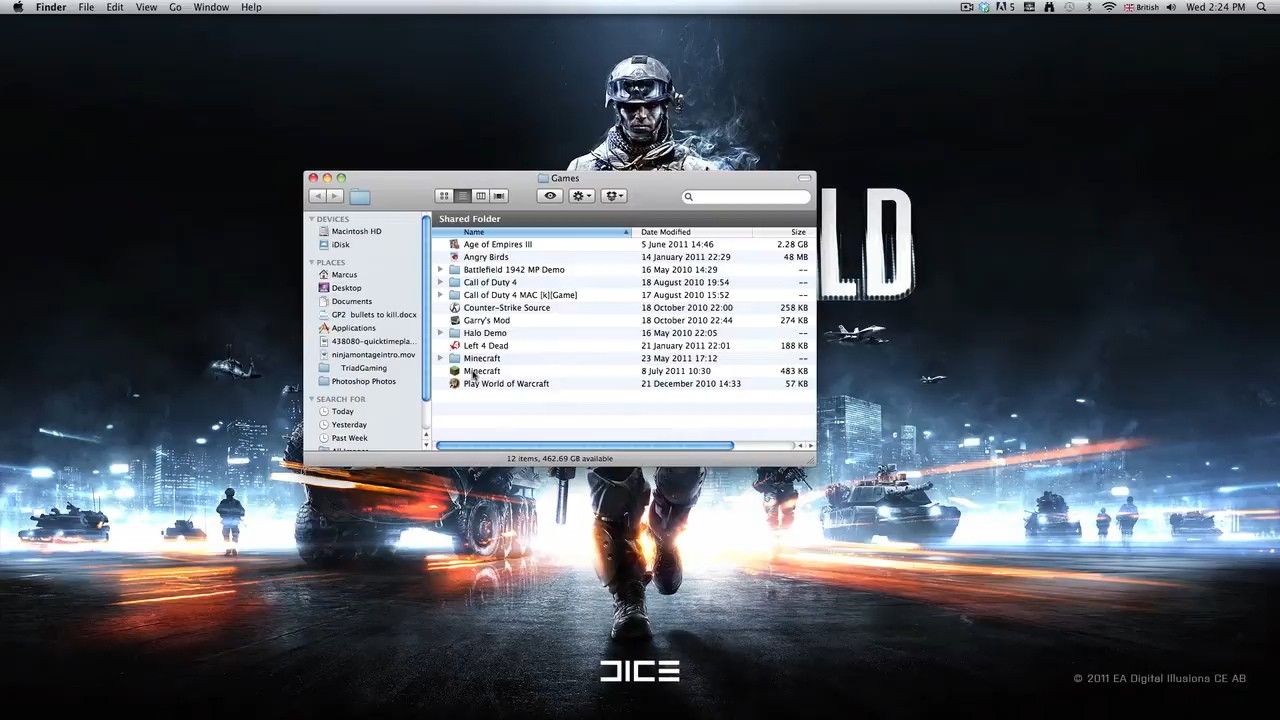 Finder File Edit View Go Window Help
5 British Wed 2:24 PM
LD
Games
Shared Folder
DEVICES
Macintosh HD
iDisk
PLACES
Marcus
Desktop
Documents
GP2 bullets to kill.docx
Applications
438080-quicktimepla...
ninjamontageintro.mov
TriadGaming
Photoshop Photos
SEARCH FOR
Today
Yesterday
Past Week
Name Date Modified Size
Age of Empires III 5 June 2011 14:46 2.28 GB
Angry Birds 14 January 2011 22:29 48 MB
Battlefield 1942 MP Demo 16 May 2010 14:29 --
Call of Duty 4 18 August 2010 19:54 --
Call of Duty 4 MAC [k][Game] 17 August 2010 15:52 --
Counter-Strike Source 18 October 2010 22:00 258 KB
Garry's Mod 18 October 2010 22:44 274 KB
Halo Demo 16 May 2010 22:05 --
Left 4 Dead 21 January 2011 22:01 188 KB
Minecraft 23 May 2011 17:12 --
Minecraft 8 July 2011 10:30 483 KB
Play World of Warcraft 21 December 2010 14:33 57 KB
12 items, 462.69 GB available
DICE
© 2011 EA Digital Illusions CE AB